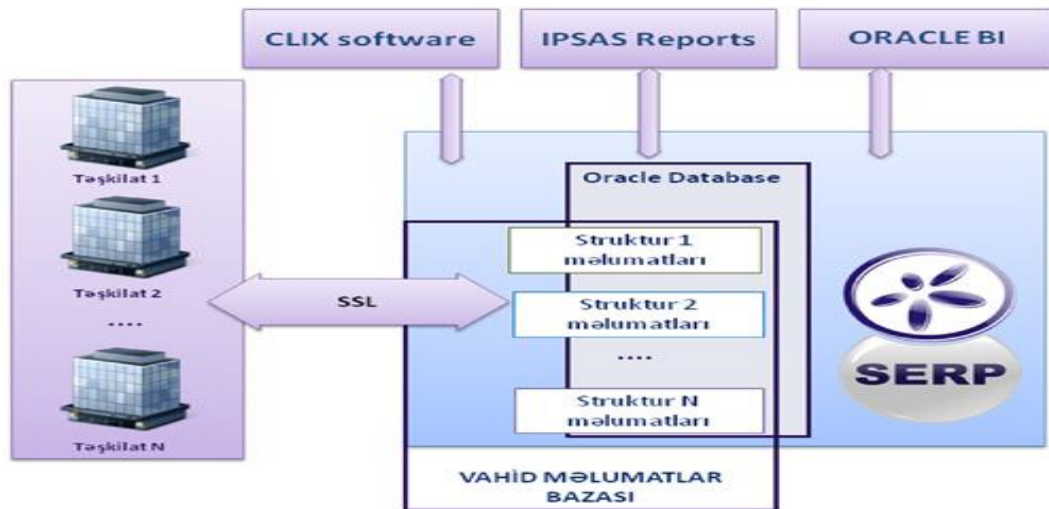 CLIX software
IPSAS Reports
ORACLE BI
Təşkilat 1
Təşkilat 2
....
Təşkilat N
SSL
Oracle Database
Struktur 1
məlumatları
Struktur 2
məlumatları
....
Struktur N
məlumatları
SERP
VAHİD MƏLUMATLAR
BAZASI